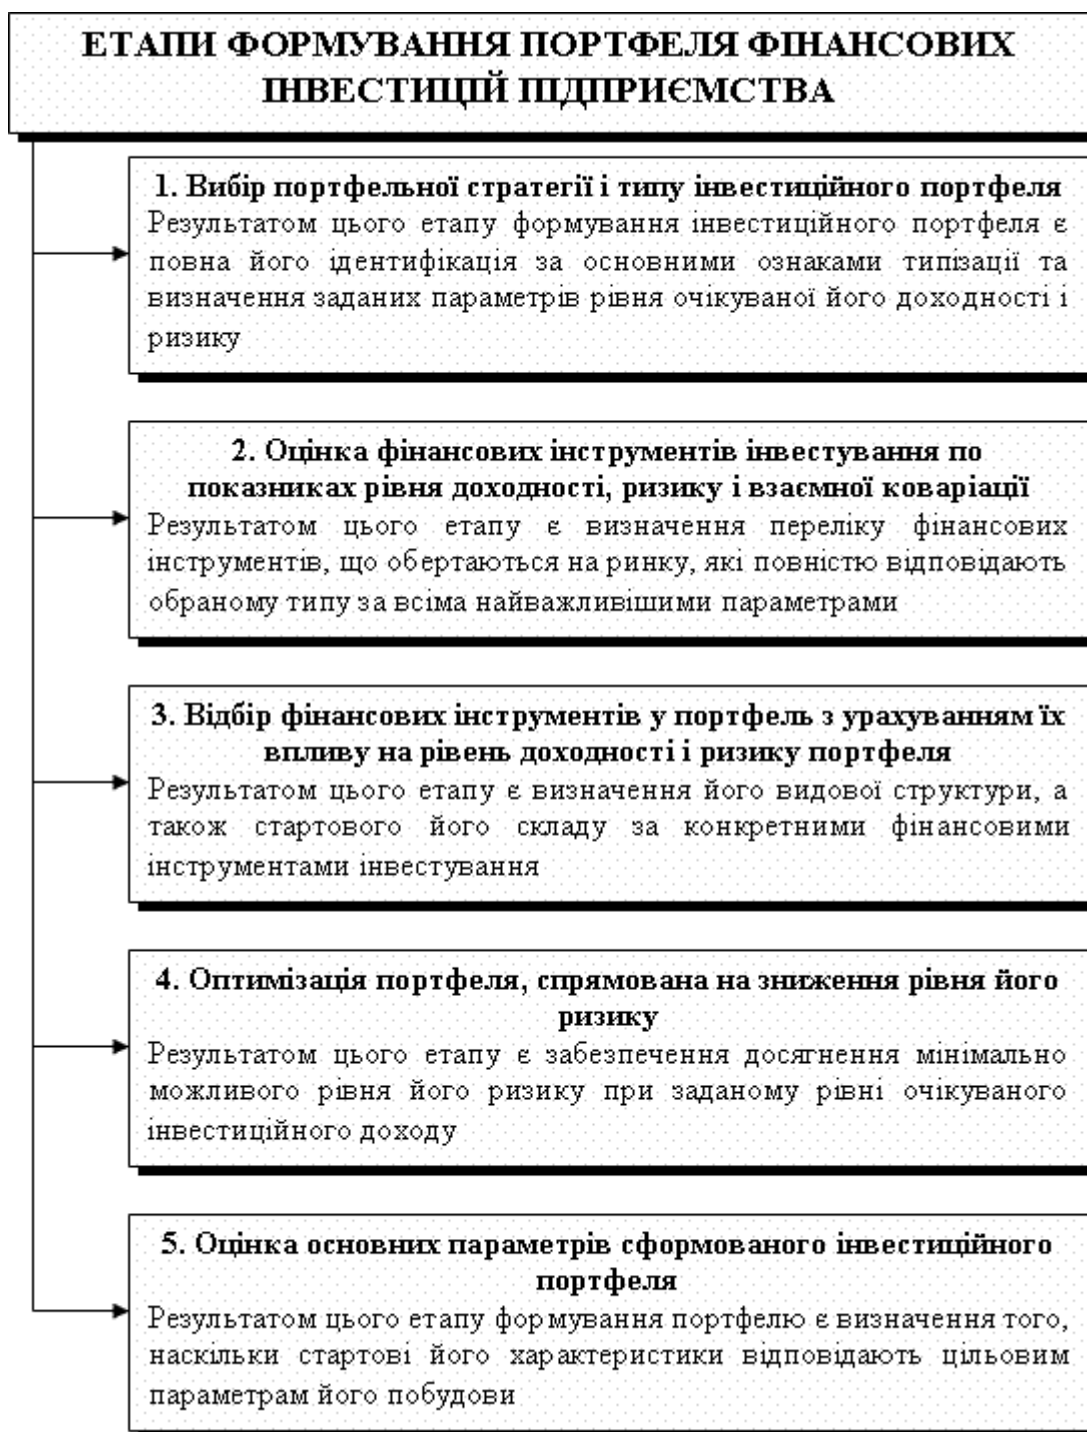 ЕТАПИ ФОРМУВАННЯ ПОРТФЕЛЯ ФІНАНСОВИХ
ІНВЕСТИЦІЙ ПІДПРИЄМСТВА
1. Вибір портфельної стратегії і типу інвестиційного портфеля
Результатом цього етапу формування інвестиційного портфеля є
повна його ідентифікація за основними ознаками типізації та
визначення заданих параметрів рівня очікуваної його доходності і
ризику
2. Оцінка фінансових інструментів інвестування по
показниках рівня доходності, ризику і взаємної коваріації
Результатом цього етапу є визначення переліку фінансових
інструментів, що обертаються на ринку, які повністю відповідають
обраному типу за всіма найважливішими параметрами
3. Відбір фінансових інструментів у портфель з урахуванням їх
впливу на рівень доходності і ризику портфеля
Результатом цього етапу є визначення його видової структури, а
також стартового його складу за конкретними фінансовими
інструментами інвестування
4. Оптимізація портфеля, спрямована на зниження рівня його
ризику
Результатом цього етапу є забезпечення досягнення мінімально
можливого рівня його ризику при заданому рівні очікуваного
інвестиційного доходу
5. Оцінка основних параметрів сформованого інвестиційного
портфеля
Результатом цього етапу формування портфелю є визначення того,
наскільки стартові його характеристики відповідають цільовим
параметрам його побудови